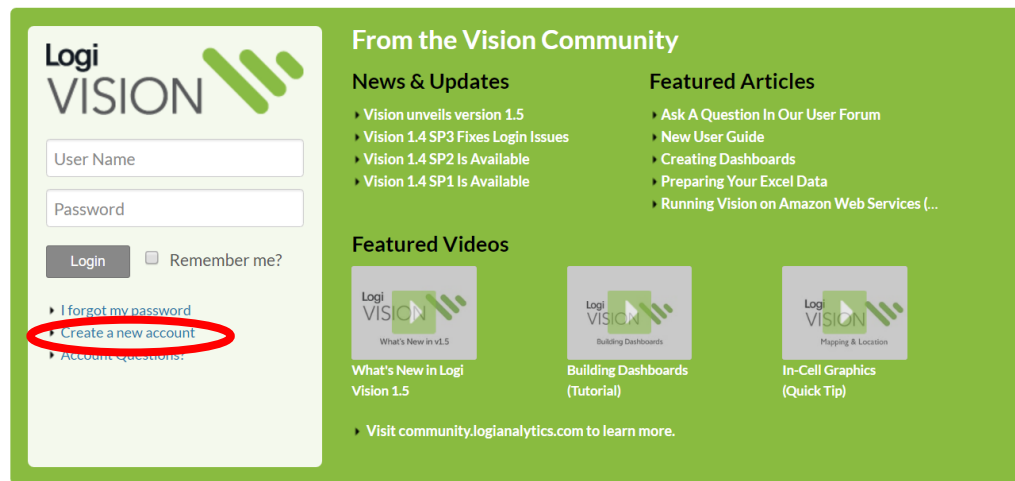 Logi
VISION
User Name
Password
Login
Remember me?
I forgot my password
Create a new account
Account Questions?
From the Vision Community
News & Updates
Vision unveils version 1.5
Vision 1.4 SP3 Fixes Login Issues
Vision 1.4 SP2 Is Available
Vision 1.4 SP1 Is Available
Featured Articles
Ask A Question In Our User Forum
New User Guide
Creating Dashboards
Preparing Your Excel Data
Running Vision on Amazon Web Services (...
Featured Videos
Logi
VISION
What's New in v1.5
What's New in Logi
Vision 1.5
Logi
VISION
Building Dashboards
Building Dashboards
(Tutorial)
Logi
VISION
Mapping & Location
In-Cell Graphics
(Quick Tip)
Visit community.logianalytics.com to learn more.